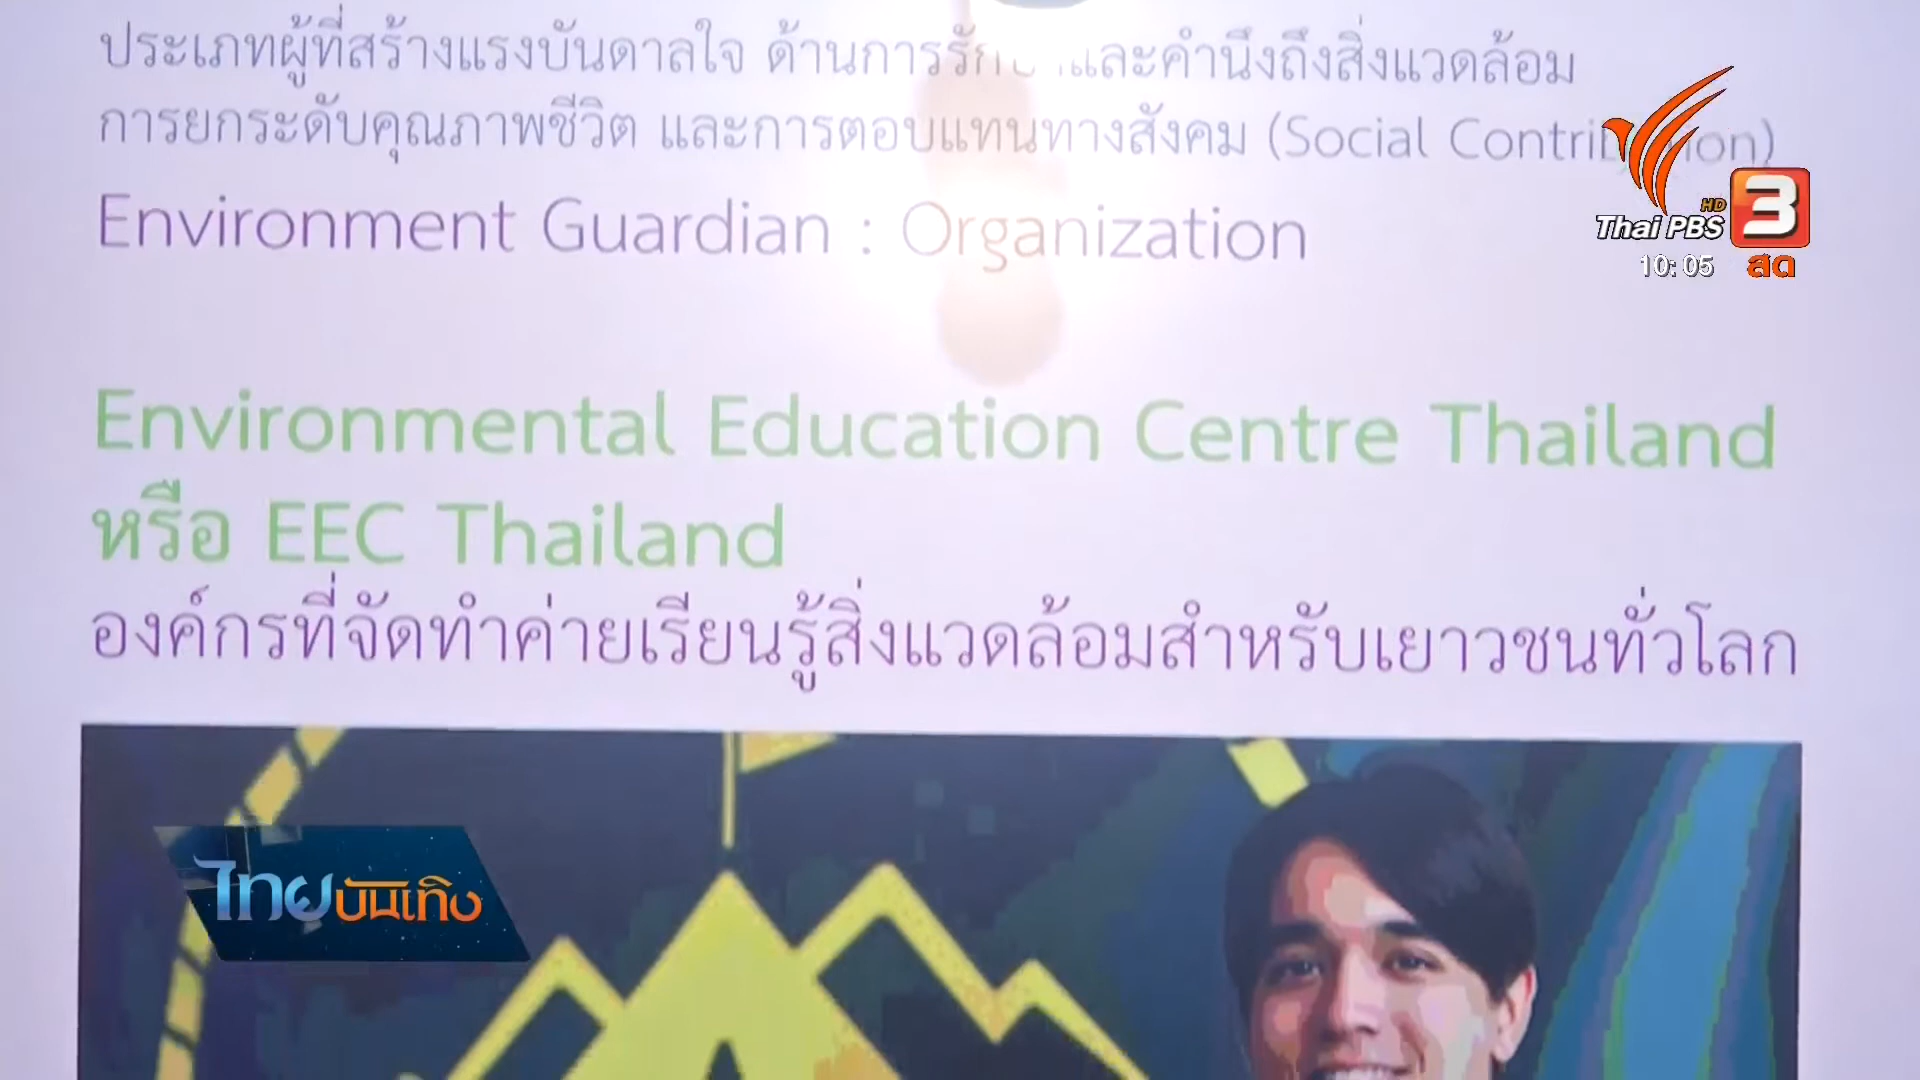 ประเภทผู้ที่สร้างแรงบันดาลใจ ด้านการรักษาและคำนึงถึงสิ่งแวดล้อม
การยกระดับคุณภาพชีวิต และการตอบแทนทางสังคม (Social Contribution)
Environment Guardian : Organization
Environmental Education Centre Thailand
หรือ EEC Thailand
องค์กรที่จัดทำค่ายเรียนรู้สิ่งแวดล้อมสำหรับเยาวชนทั่วโลก
HD
Thai PBS 3
10:05 สด
ไทยบันเทิง